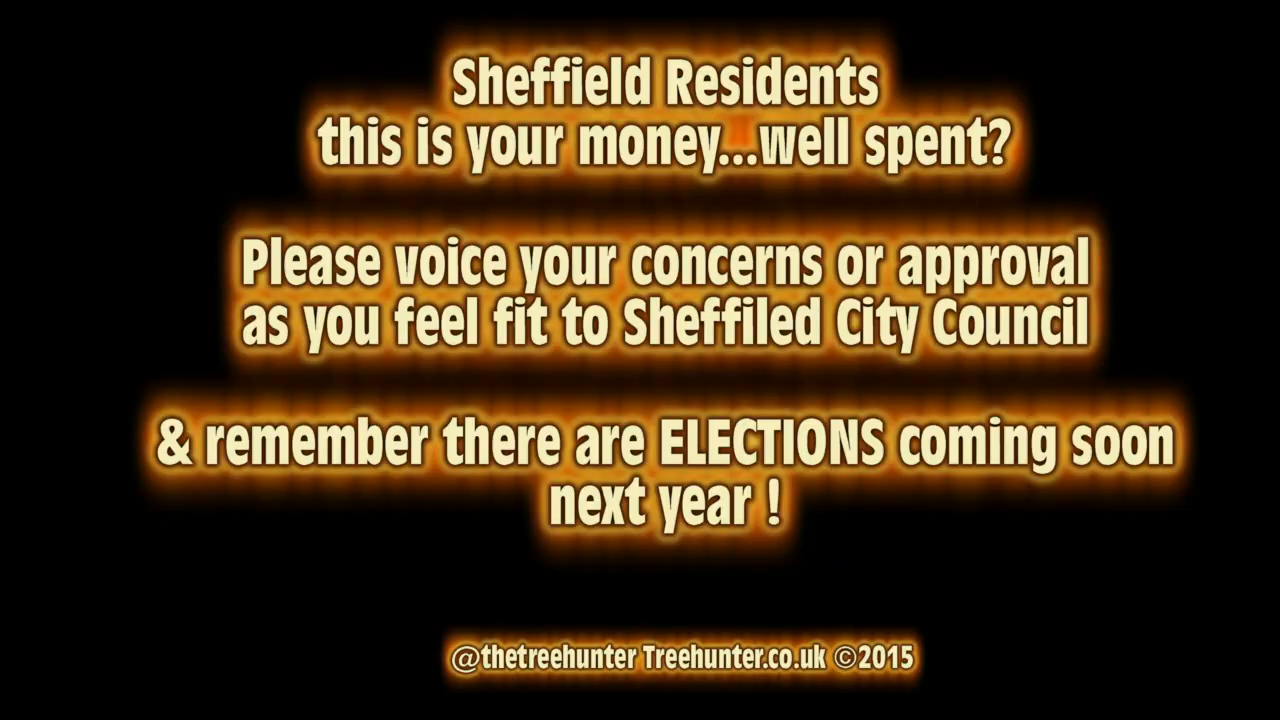 Sheffield Residents
this is your money...well spent?
Please voice your concerns or approval
as you feel fit to Sheffiled City Council
& remember there are ELECTIONS coming soon
next year !
@thetreehunter Treehunter.co.uk ©2015